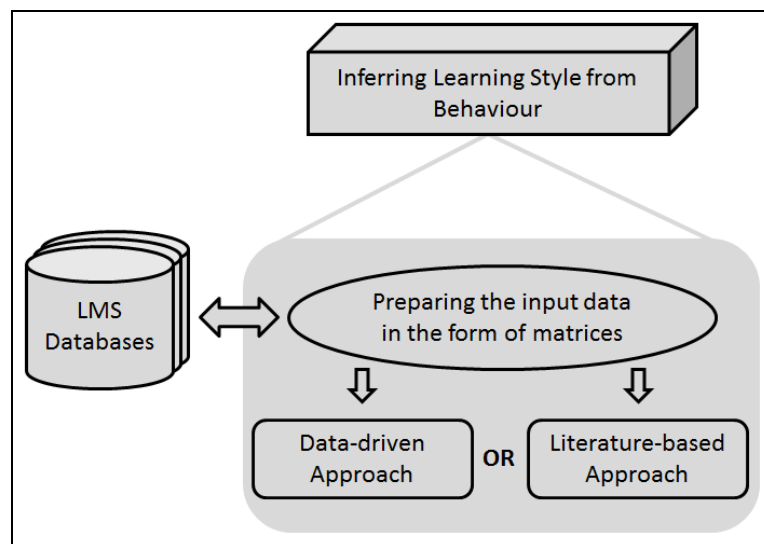 Inferring Learning Style from
Behaviour
LMS
Databases
Preparing the input data
in the form of matrices
Data-driven
Approach
OR
Literature-based
Approach